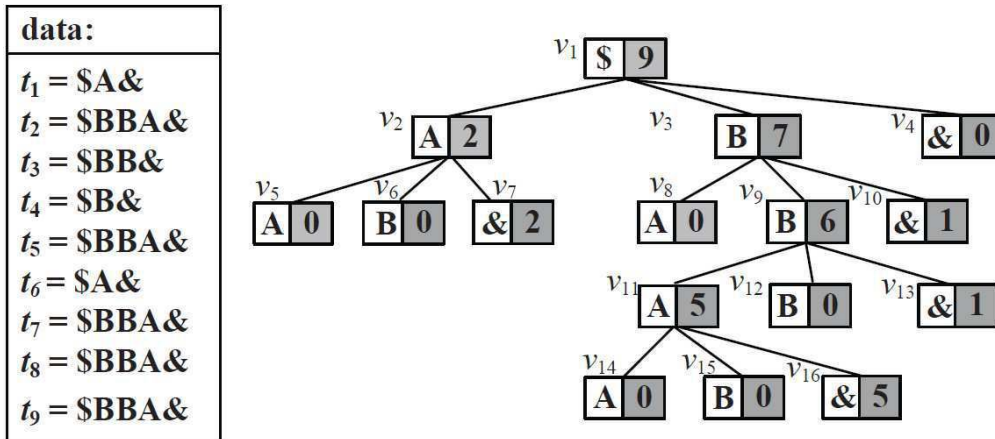 data:
t1 = $A&
t2 = $BBA&
t3 = $BB&
t4 = $B&
t5 = $BBA&
t6 = $A&
t7 = $BBA&
t8 = $BBA&
t9 = $BBA&
v1 $ 9
v2 A 2 v3 B 7 v4 & 0
v5 A 0 v6 B 0 v7 & 2 v8 A 0 v9 B 6 v10 & 1
v11 A 5 v12 B 0 v13 & 1
v14 A 0 v15 B 0 v16 & 5